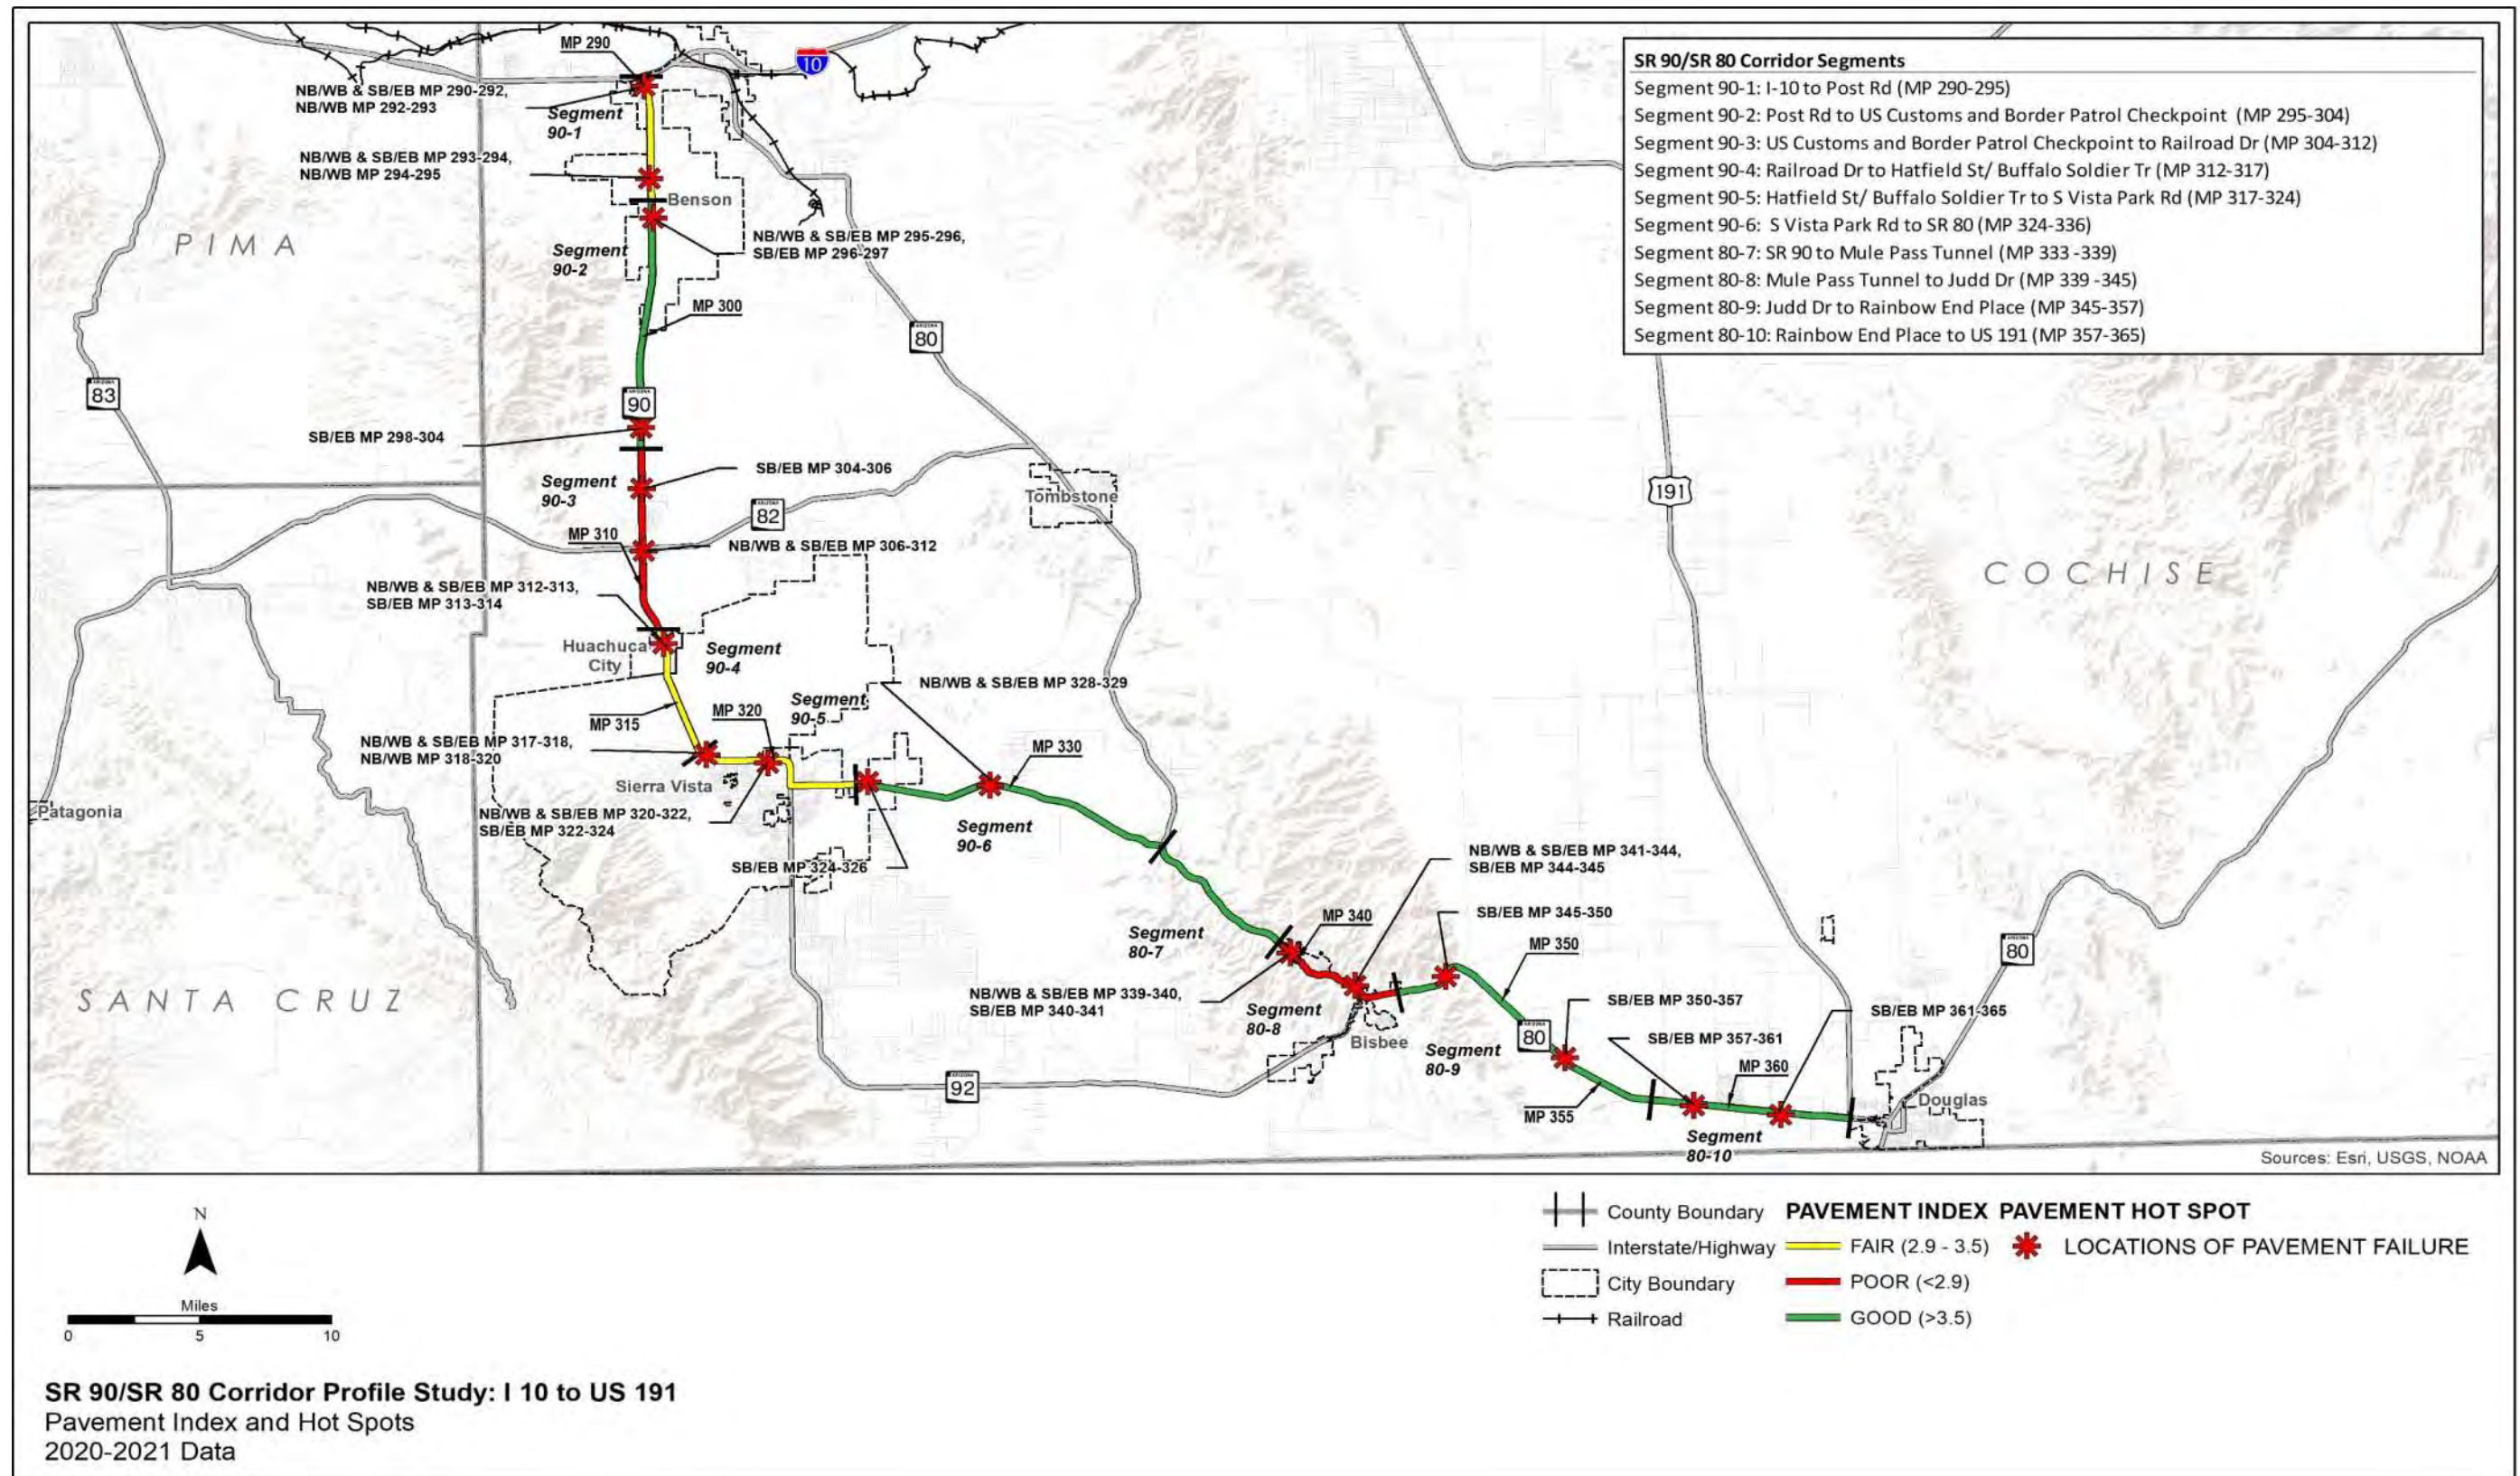 MP 290
10
NB/WB & SB/EB MP 290-292,
NB/WB MP 292-293
Segment
90-1
NB/WB & SB/EB MP 293-294,
NB/WB MP 294-295
Benson
NB/WB & SB/EB MP 295-296,
SB/EB MP 296-297
Segment
90-2
PIMA
MP 300
ARIZONA
80
ARIZONA
83
ARIZONA
90
SB/EB MP 298-304
SB/EB MP 304-306
Segment
90-3
Tombstone
ARIZONA
82
191
MP 310
NB/WB & SB/EB MP 306-312
COCHISE
NB/WB & SB/EB MP 312-313,
SB/EB MP 313-314
Huachuca
City
Segment
90-4
NB/WB & SB/EB MP 328-329
Segment
90-5
MP 315
MP 320
NB/WB & SB/EB MP 317-318,
NB/WB MP 318-320
MP 330
Sierra Vista
Patagonia
NB/WB & SB/EB MP 320-322,
SB/EB MP 322-324
Segment
90-6
SB/EB MP 324-326
NB/WB & SB/EB MP 341-344,
SB/EB MP 344-345
MP 340
SB/EB MP 345-350
Segment
80-7
MP 350
ARIZONA
80
SANTA CRUZ
NB/WB & SB/EB MP 339-340,
SB/EB MP 340-341
Segment
80-8
SB/EB MP 350-357
SB/EB MP 361-365
Bisbee
ARIZONA
80
SB/EB MP 357-361
Segment
80-9
MP 360
ARIZONA
92
MP 355
Douglas
Segment
80-10
Sources: Esri, USGS, NOAA
SR 90/SR 80 Corridor Segments
Segment 90-1: I-10 to Post Rd (MP 290-295)
Segment 90-2: Post Rd to US Customs and Border Patrol Checkpoint (MP 295-304)
Segment 90-3: US Customs and Border Patrol Checkpoint to Railroad Dr (MP 304-312)
Segment 90-4: Railroad Dr to Hatfield St/ Buffalo Soldier Tr (MP 312-317)
Segment 90-5: Hatfield St/ Buffalo Soldier Tr to S Vista Park Rd (MP 317-324)
Segment 90-6: S Vista Park Rd to SR 80 (MP 324-336)
Segment 80-7: SR 90 to Mule Pass Tunnel (MP 333 -339)
Segment 80-8: Mule Pass Tunnel to Judd Dr (MP 339 -345)
Segment 80-9: Judd Dr to Rainbow End Place (MP 345-357)
Segment 80-10: Rainbow End Place to US 191 (MP 357-365)
N
Miles
0 5 10
County Boundary
Interstate/Highway
City Boundary
Railroad
PAVEMENT INDEX
FAIR (2.9 - 3.5)
POOR (<2.9)
GOOD (>3.5)
PAVEMENT HOT SPOT
LOCATIONS OF PAVEMENT FAILURE
SR 90/SR 80 Corridor Profile Study: I 10 to US 191
Pavement Index and Hot Spots
2020-2021 Data